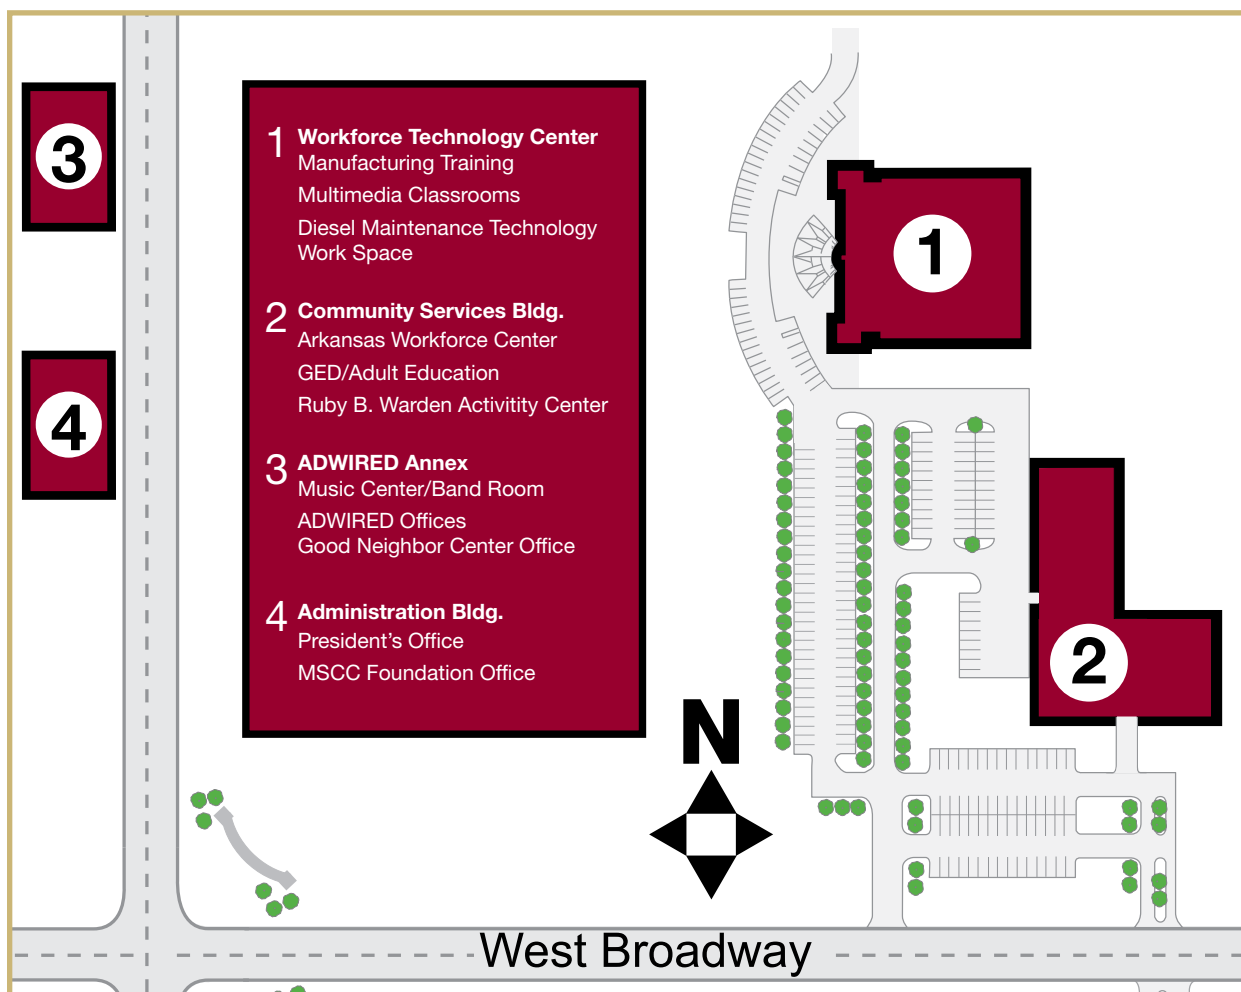 3
4
1 Workforce Technology Center
Manufacturing Training
Multimedia Classrooms
Diesel Maintenance Technology
Work Space
2 Community Services Bldg.
Arkansas Workforce Center
GED/Adult Education
Ruby B. Warden Activitity Center
3 ADWIRED Annex
Music Center/Band Room
ADWIRED Offices
Good Neighbor Center Office
4 Administration Bldg.
President's Office
MSCC Foundation Office
1
2
N
West Broadway